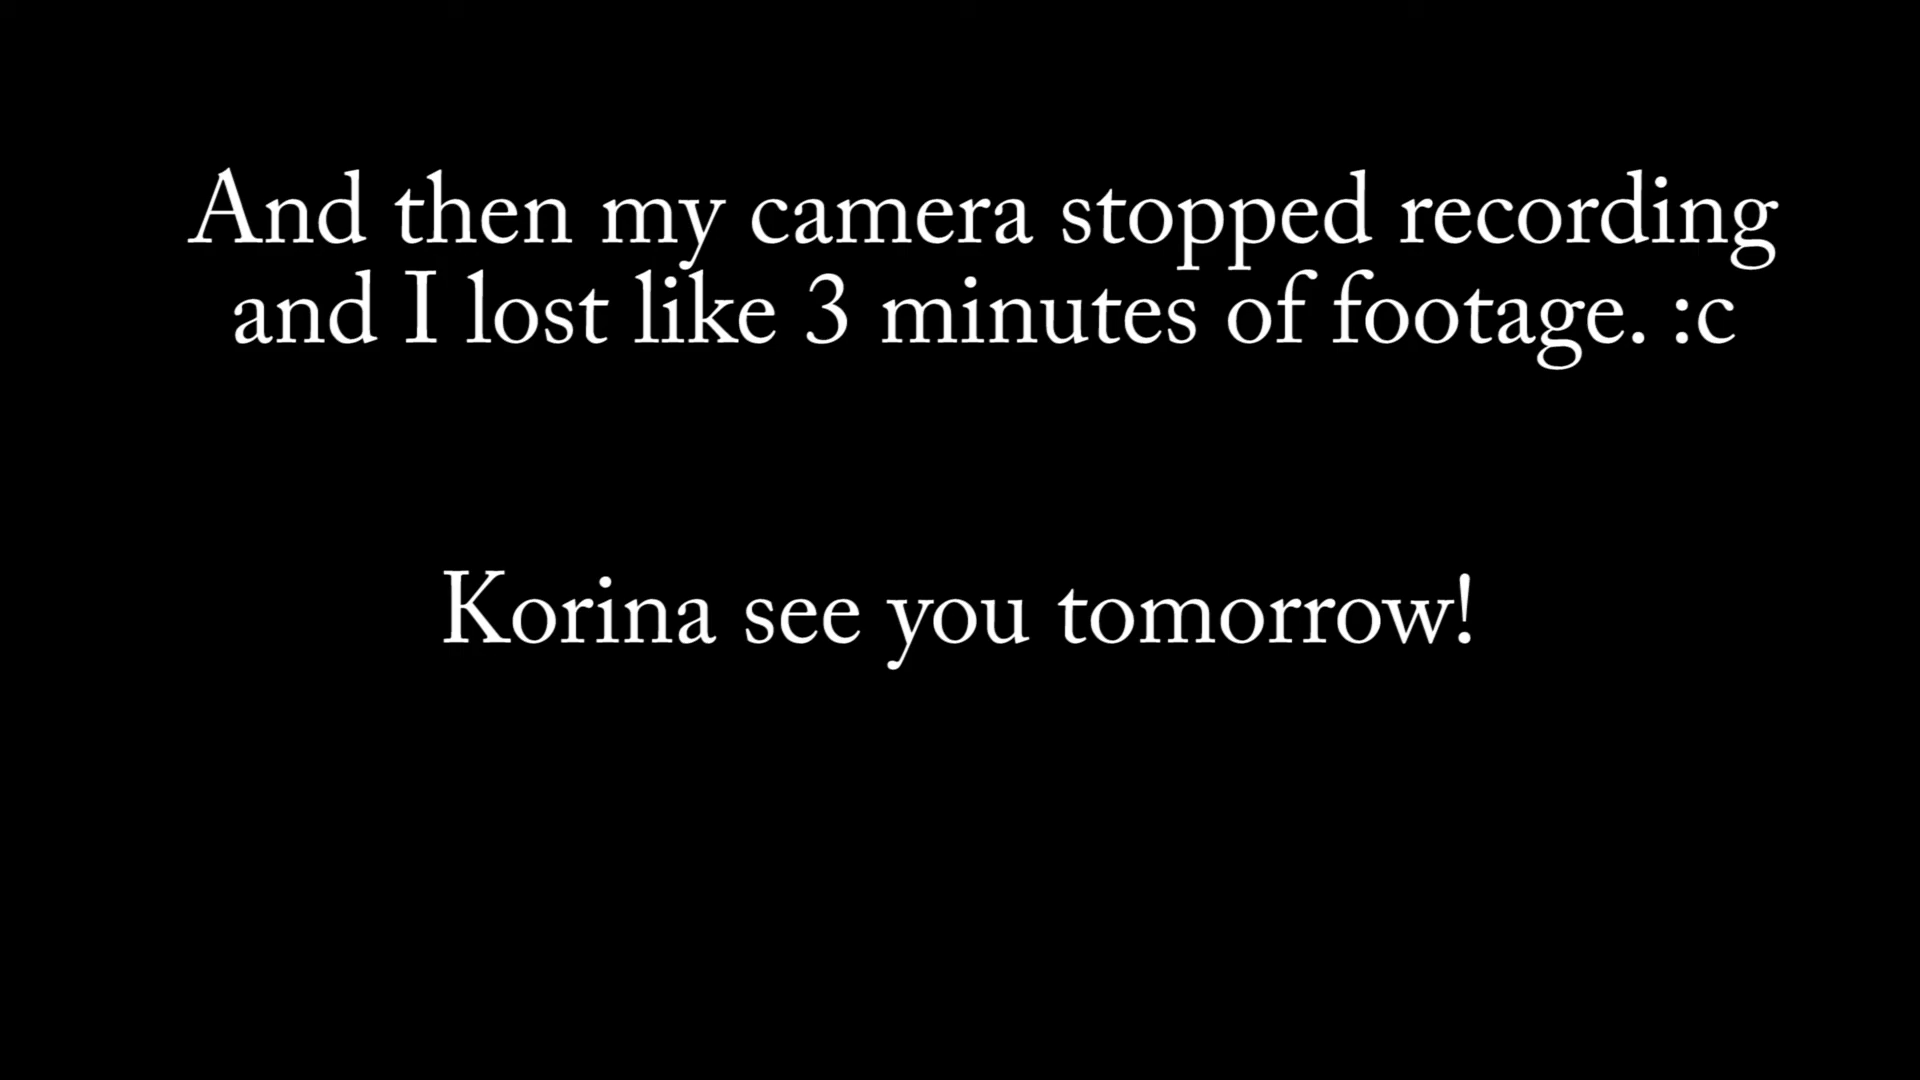 And then my camera stopped recording
and I lost like 3 minutes of footage. :c
Korina see you tomorrow!